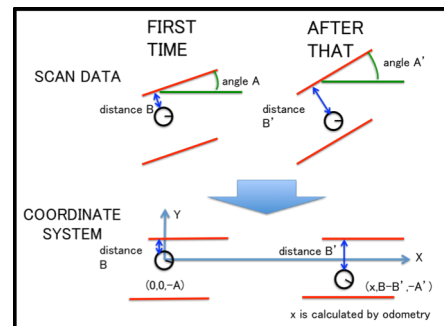 FIRST
TIME
AFTER
THAT
SCAN DATA
angle A
angle A'
distance B
distance
B'
COORDINATE
SYSTEM
Y
distance
B
distance B'
X
(0,0,-A)
(x,B-B',-A')
x is calculated by odometry